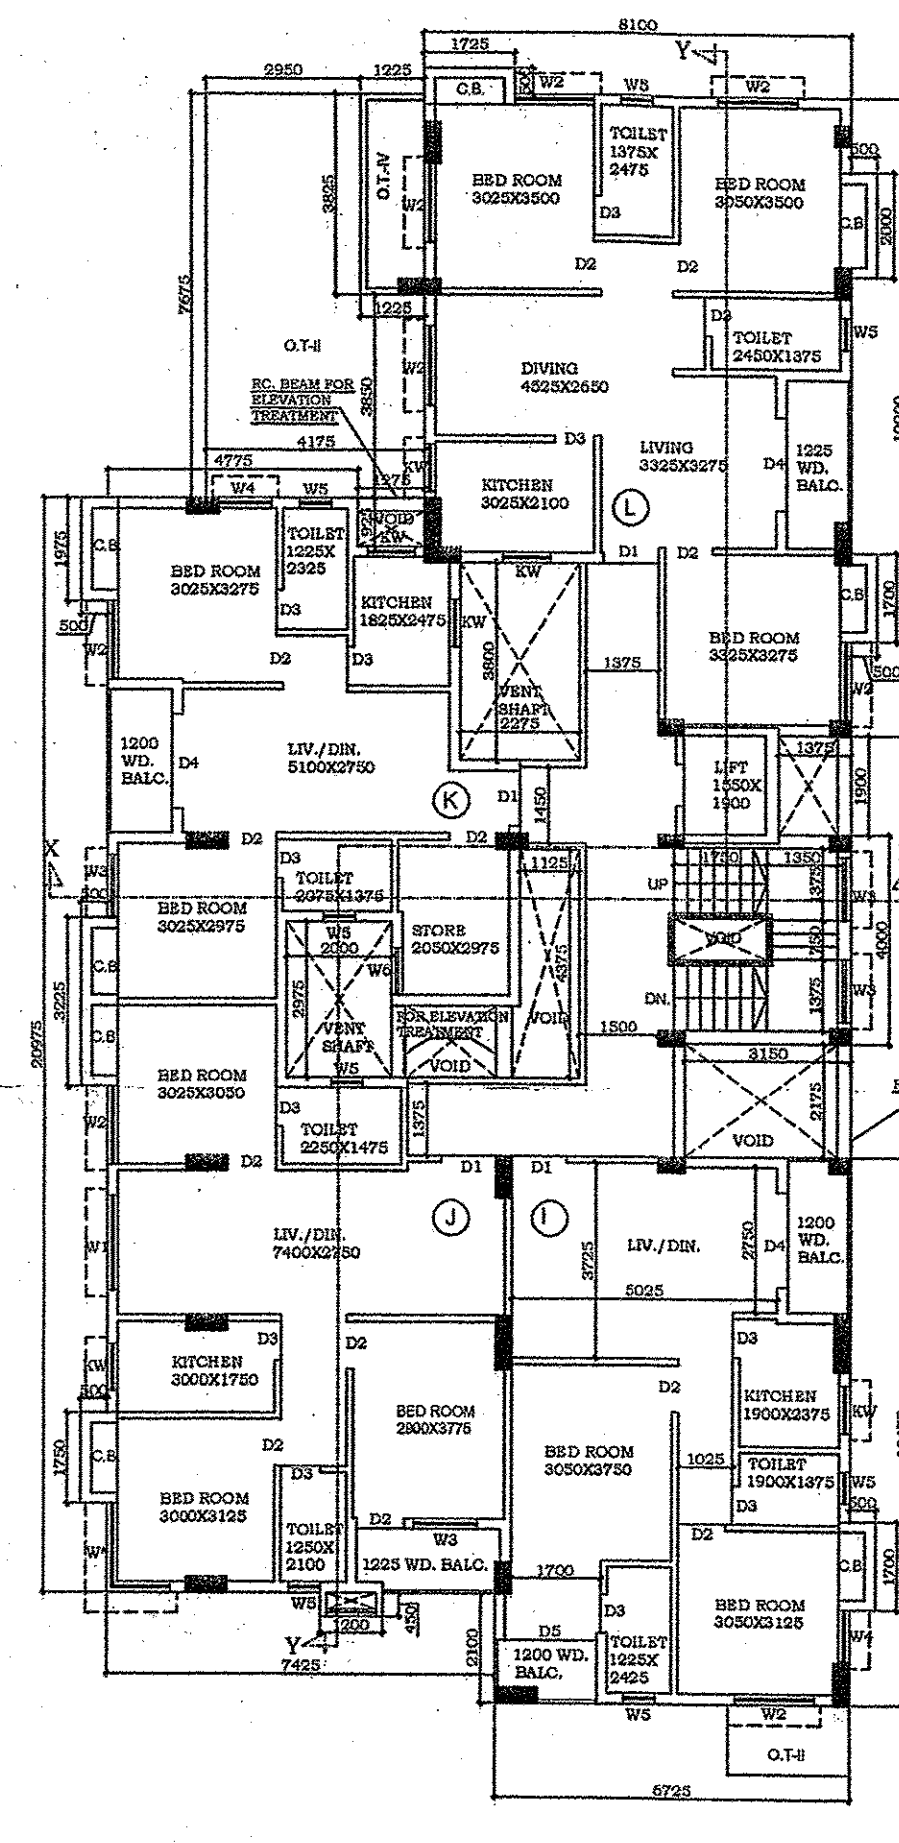 8100
1725
Y
2950
1225
C.B.
500
W2
W5
W2
TOILET
1375X
2475
O.T-IV
3825
W2
BED ROOM
3025X3500
BED ROOM
3050X3500
500
2000
C.B
D3
D2
D2
7675
1225
D3
TOILET
2450X1375
W5
O.T-II
W2
DIVING
4525X2650
RC. BEAM FOR
ELEVATION
TREATMENT
3850
D3
4175
LIVING
3325X3275
D4
1225
WD.
BALC.
4775
KW
1275
KITCHEN
3025X2100
L
W4
W5
925
VOID
KW
D1
D2
1975
C.B
TOILET
1225X
2325
BED ROOM
3025X3275
KW
C.B
1700
KITCHEN
1825X2475
KW
D3
500
W2
D2
D3
BED ROOM
3325X3275
3800
1375
500
W2
VENT
SHAFT
2275
1200
WD.
BALC.
D4
LIV./DIN.
5100X2750
LIFT
1550X
1900
1375
1900
K
D1
1450
D2
D2
X
W3
500
D3
TOILET
2075X1375
1125
1750
1350
UP
1375
W3
BED ROOM
3025X2975
W5
2000
STORE
2050X2975
VOID
1750
4000
C.B
W6
4375
2975
DN.
1375
W3
3225
20975
C.B
VENT
SHAFT
FOR ELEVATION
TREATMENT
VOID
VOID
1500
3150
BED ROOM
3025X3050
W5
D3
W2
TOILET
2250X1475
1375
2175
VOID
D2
D1
D1
W1
LIV./DIN.
7400X2750
J
I
3725
LIV./DIN.
2750
D4
1200
WD.
BALC.
5025
D3
D2
D3
KW
KITCHEN
3000X1750
D2
500
KITCHEN
1900X2375
KW
BED ROOM
2900X3775
C.B
1750
D2
BED ROOM
3050X3750
1025
TOILET
1900X1375
W5
D3
BED ROOM
3000X3125
D3
500
D2
D2
TOILET
1250X
2100
W3
1225 WD. BALC.
C.B
1700
1700
W5
1200
450
D3
BED ROOM
3050X3125
Y
2100
D5
TOILET
1225X
2425
W4
7425
1200 WD.
BALC.
W5
W2
O.T-II
6725